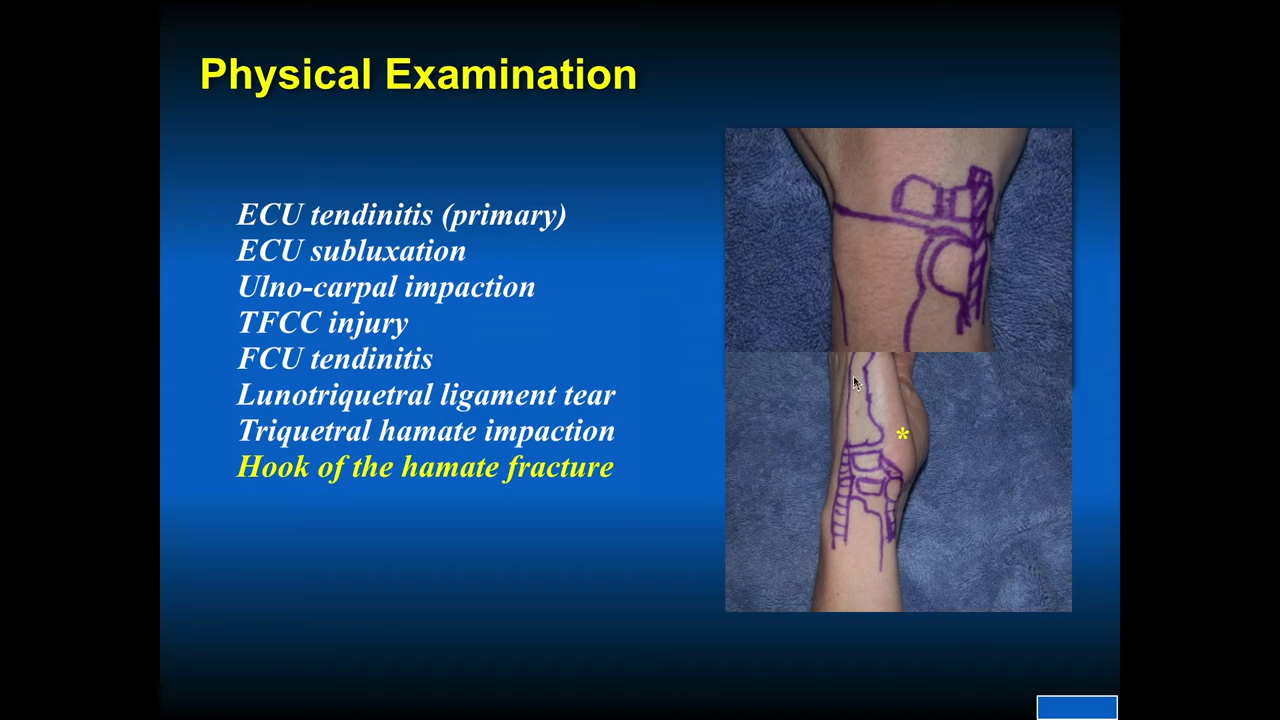 Physical Examination
ECU tendinitis (primary)
ECU subluxation
Ulno-carpal impaction
TFCC injury
FCU tendinitis
Lunotriquetral ligament tear
Triquetral hamate impaction
Hook of the hamate fracture
*